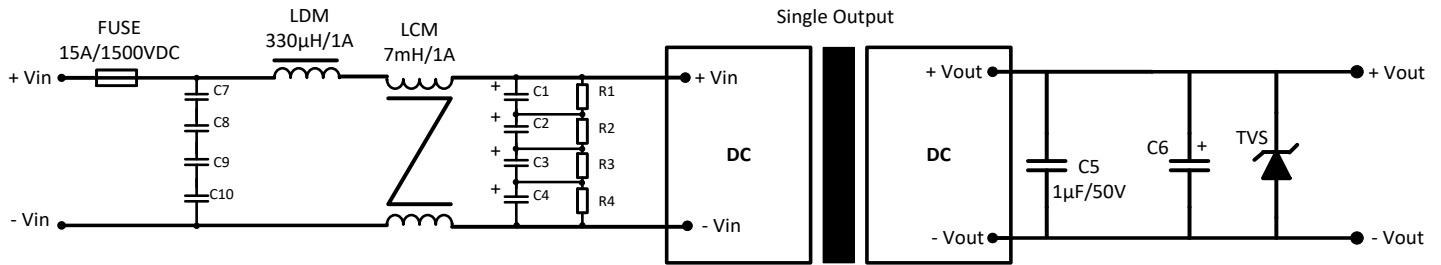 Single Output
FUSE
15A/1500VDC
LDM
330µH/1A
LCM
7mH/1A
+ Vin
C7
C8
C9
C10
- Vin
+ C1
+ C2
+ C3
+ C4
R1
R2
R3
R4
+ Vin
DC
- Vin
+ Vout
DC
- Vout
C5
1µF/50V
C6 +
TVS
+ Vout
- Vout